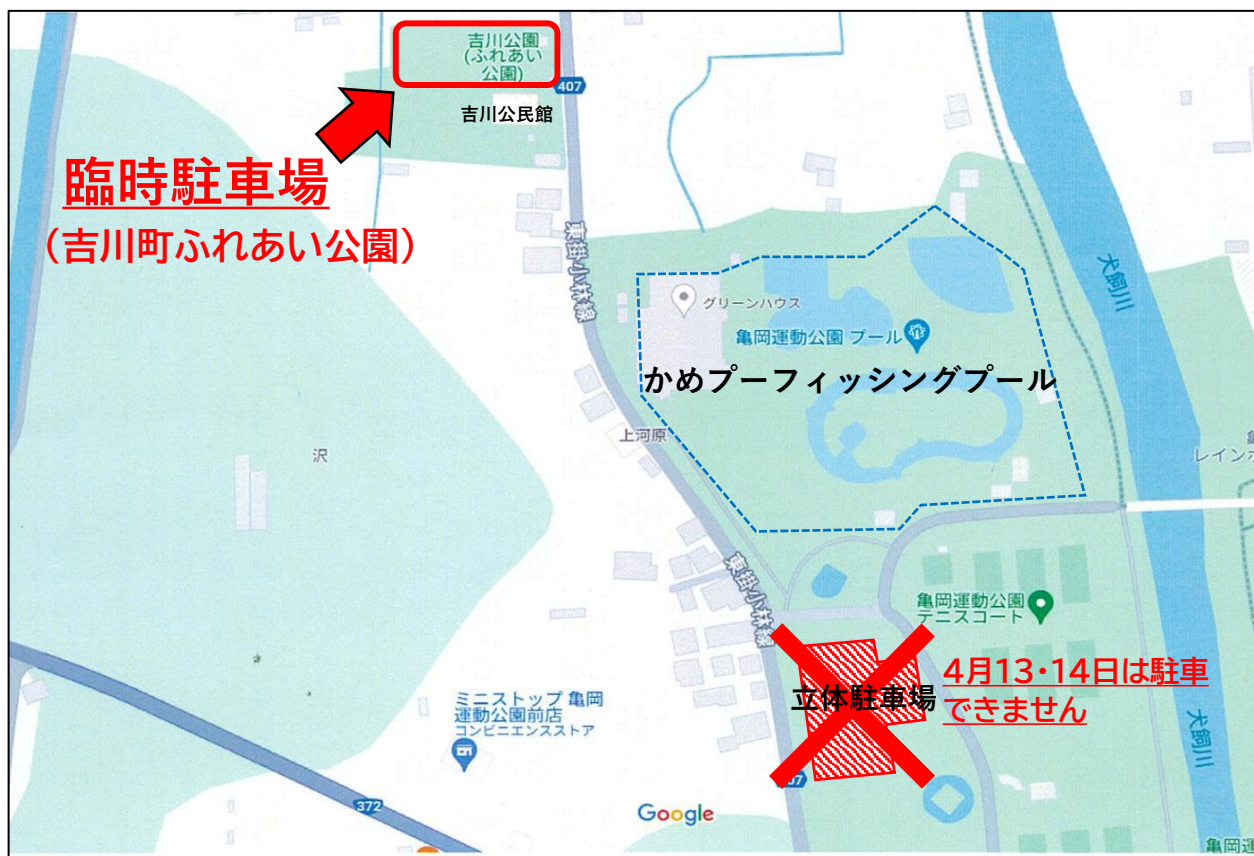 吉川公園
(ふれあい
公園)
407
吉川公民館
臨時駐車場
(吉川町ふれあい公園)
東掛小林線
犬飼川
グリーンハウス
亀岡運動公園 プール
かめプーフィッシングプール
上河原
沢
レインボ
東掛小林線
亀岡運動公園
テニスコート
4月13・14日は駐車
できません
立体駐車場
ミニストップ 亀岡
運動公園前店
コンビニエンスストア
犬飼川
372
Google
亀岡運